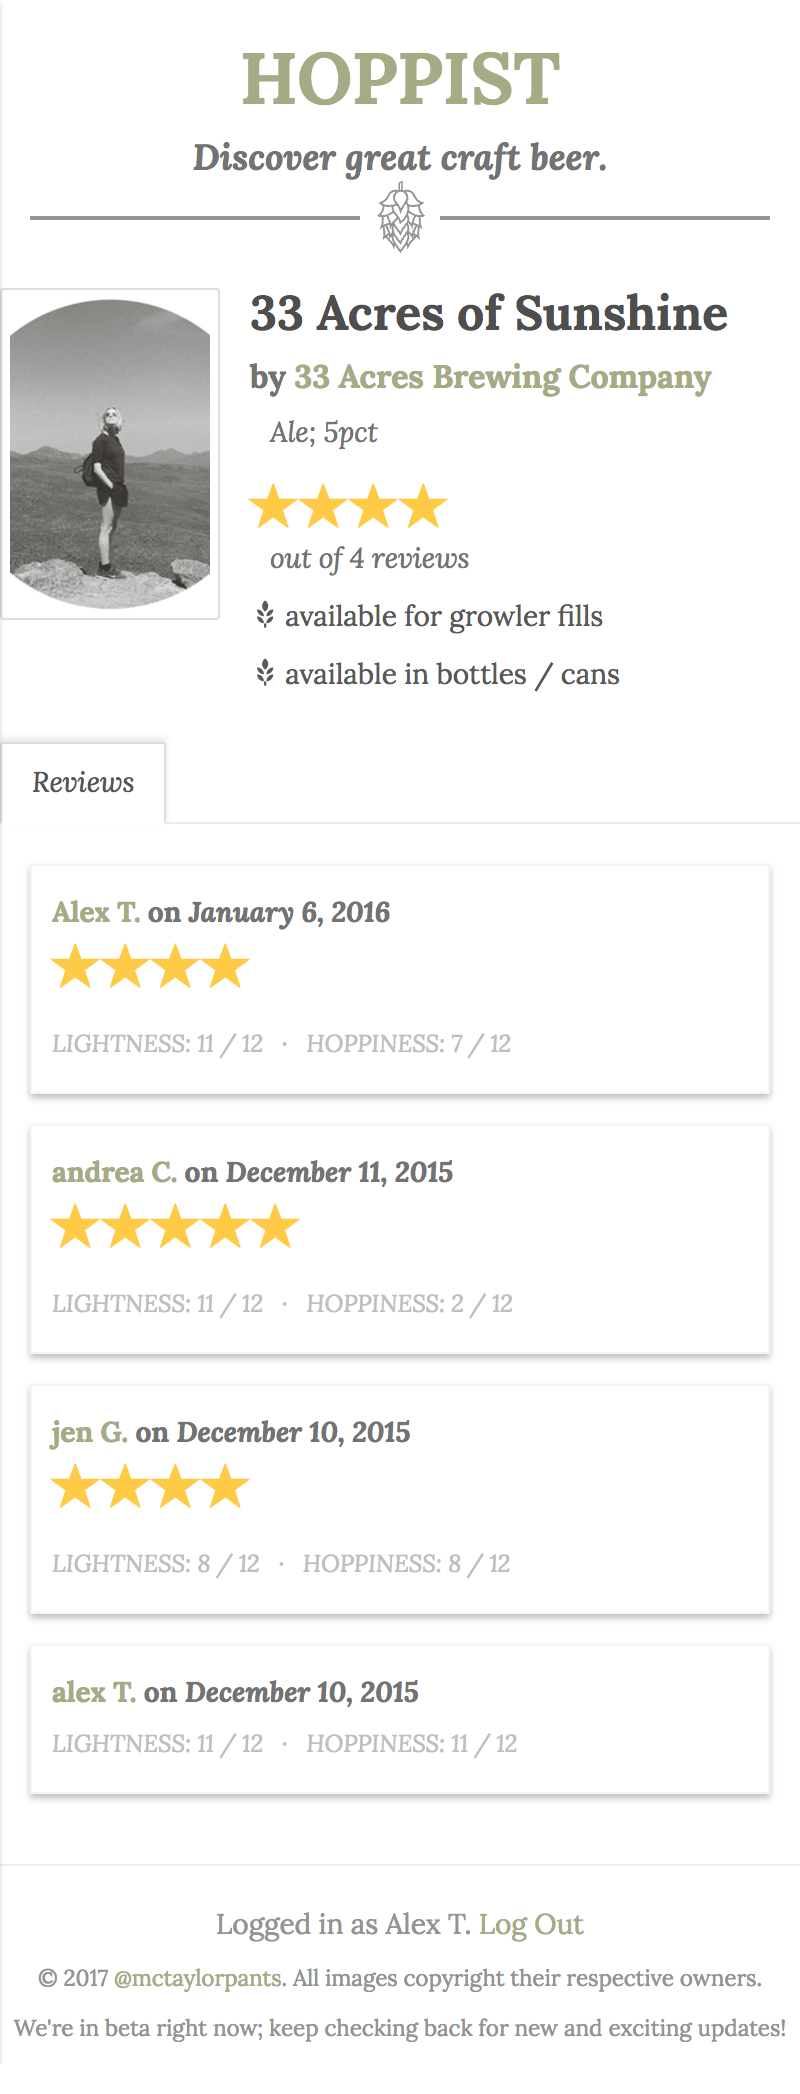 HOPPIST
Discover great craft beer.
33 Acres of Sunshine
by 33 Acres Brewing Company
Ale; 5pct
out of 4 reviews
available for growler fills
available in bottles / cans
Reviews
Alex T. on January 6, 2016
LIGHTNESS: 11 / 12 · HOPPINESS: 7 / 12
andrea C. on December 11, 2015
LIGHTNESS: 11 / 12 · HOPPINESS: 2 / 12
jen G. on December 10, 2015
LIGHTNESS: 8 / 12 · HOPPINESS: 8 / 12
alex T. on December 10, 2015
LIGHTNESS: 11 / 12 · HOPPINESS: 11 / 12
Logged in as Alex T. Log Out
© 2017 @mctaylorpants. All images copyright their respective owners.
We're in beta right now; keep checking back for new and exciting updates!